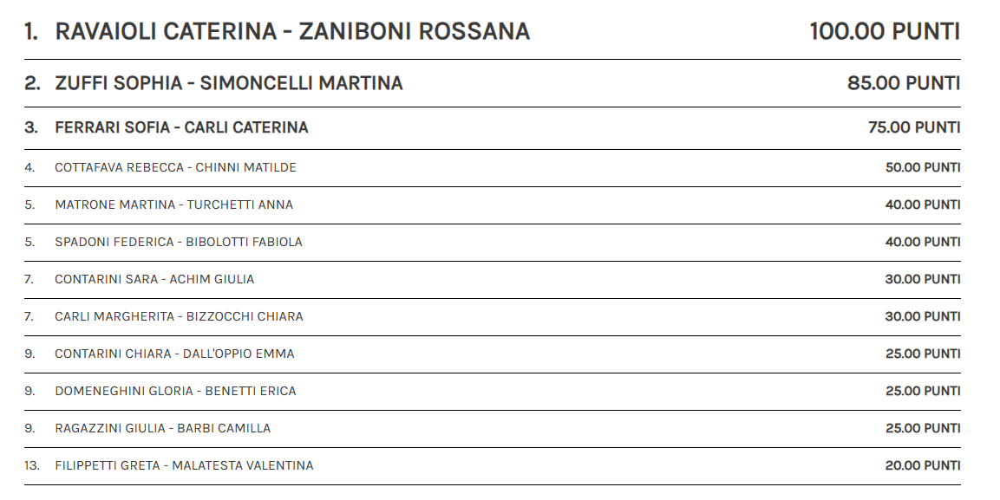 1. RAVAIOLI CATERINA - ZANIBONI ROSSANA 100.00 PUNTI
2. ZUFFI SOPHIA - SIMONCELLI MARTINA 85.00 PUNTI
3. FERRARI SOFIA - CARLI CATERINA 75.00 PUNTI
4. COTTAFAVA REBECCA - CHINNI MATILDE 50.00 PUNTI
5. MATRONE MARTINA - TURCHETTI ANNA 40.00 PUNTI
5. SPADONI FEDERICA - BIBOLOTTI FABIOLA 40.00 PUNTI
7. CONTARINI SARA - ACHIM GIULIA 30.00 PUNTI
7. CARLI MARGHERITA - BIZZOCCHI CHIARA 30.00 PUNTI
9. CONTARINI CHIARA - DALL'OPPIO EMMA 25.00 PUNTI
9. DOMENEGHINI GLORIA - BENETTI ERICA 25.00 PUNTI
9. RAGAZZINI GIULIA - BARBI CAMILLA 25.00 PUNTI
13. FILIPPETTI GRETA - MALATESTA VALENTINA 20.00 PUNTI